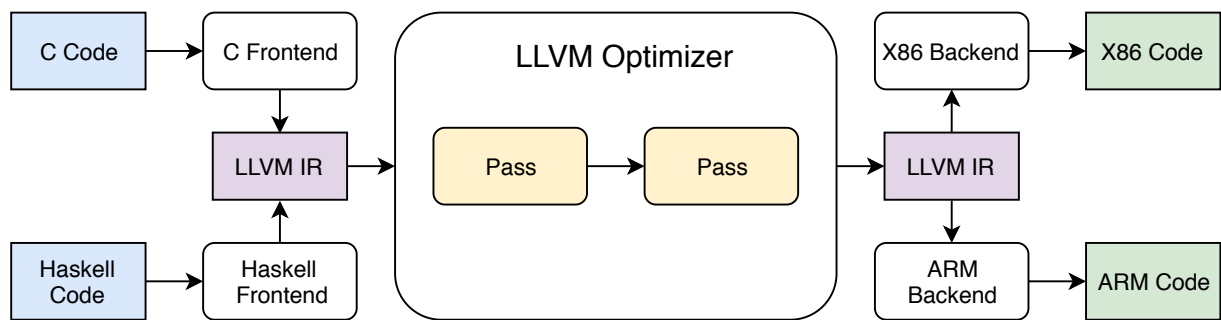 C Code
C Frontend
LLVM Optimizer
X86 Backend
X86 Code
LLVM IR
Pass
Pass
LLVM IR
Haskell
Code
Haskell
Frontend
ARM
Backend
ARM Code